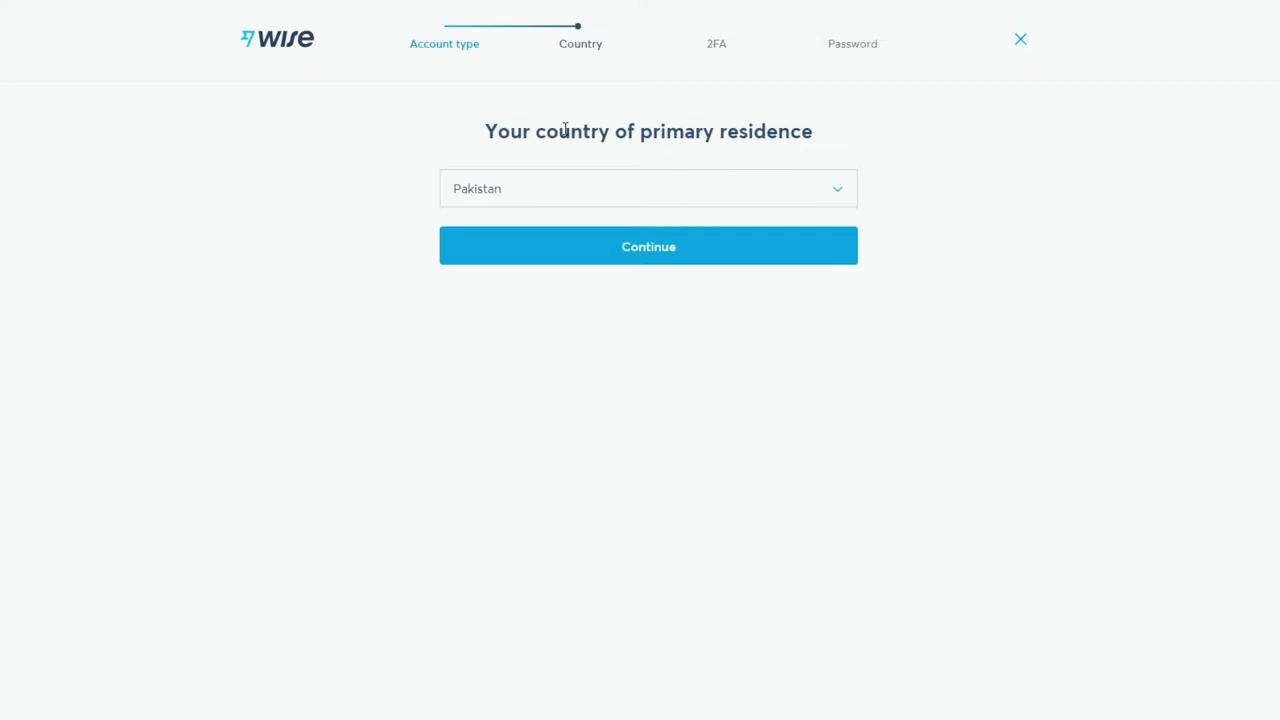 wise
Account type
Country
2FA
Password
Your country of primary residence
Pakistan
Continue